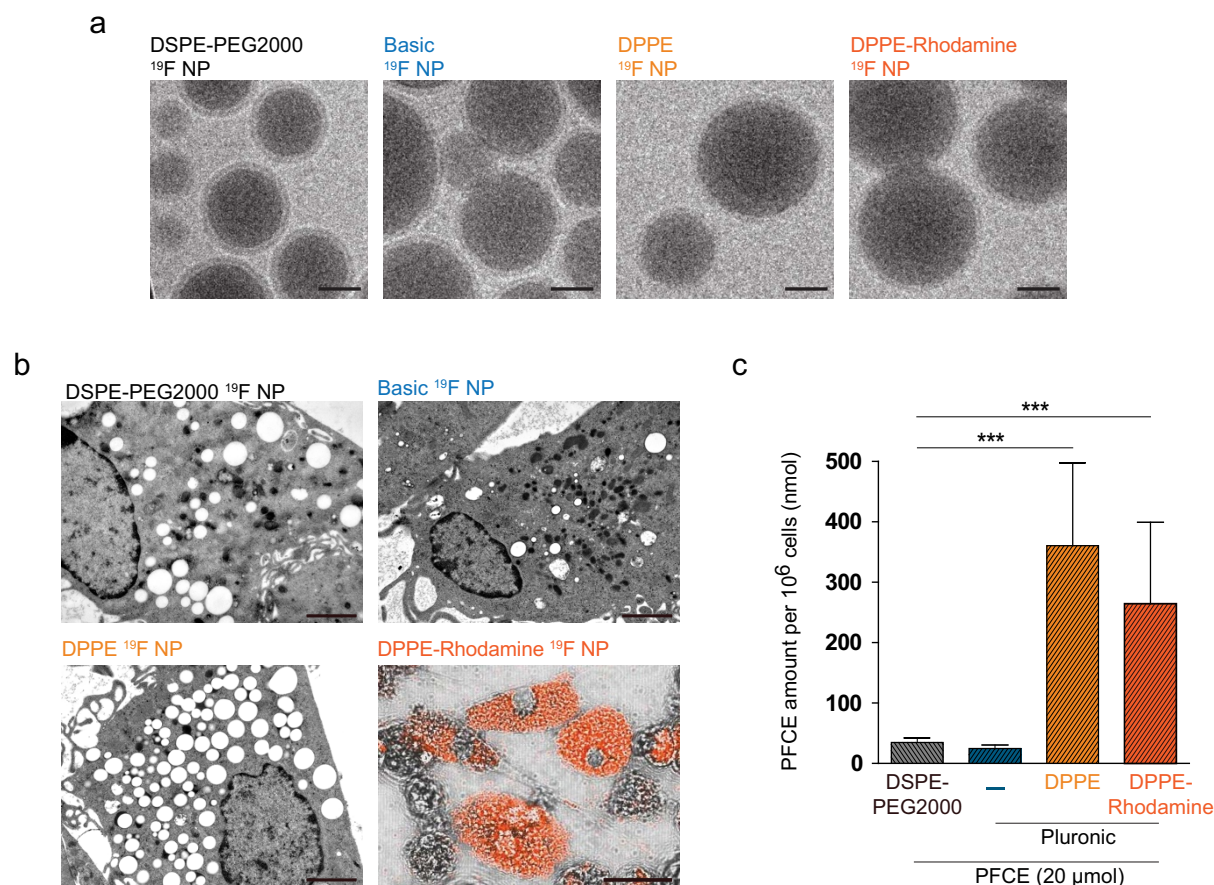 a
DSPE-PEG2000
¹⁹F NP
Basic
¹⁹F NP
DPPE
¹⁹F NP
DPPE-Rhodamine
¹⁹F NP
b
DSPE-PEG2000 ¹⁹F NP
Basic ¹⁹F NP
DPPE ¹⁹F NP
DPPE-Rhodamine ¹⁹F NP
c
PFCE amount per 10⁶ cells (nmol)
***
***
500
400
300
200
100
0
DSPE-
PEG2000
–
DPPE
DPPE-
Rhodamine
Pluronic
PFCE (20 µmol)